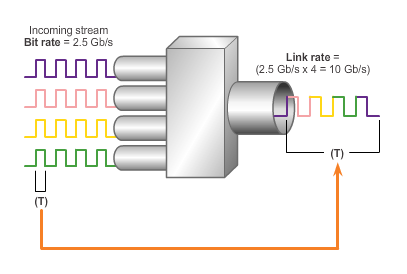 Incoming stream
Bit rate = 2.5 Gb/s
Link rate =
(2.5 Gb/s x 4 = 10 Gb/s)
(T)
(T)